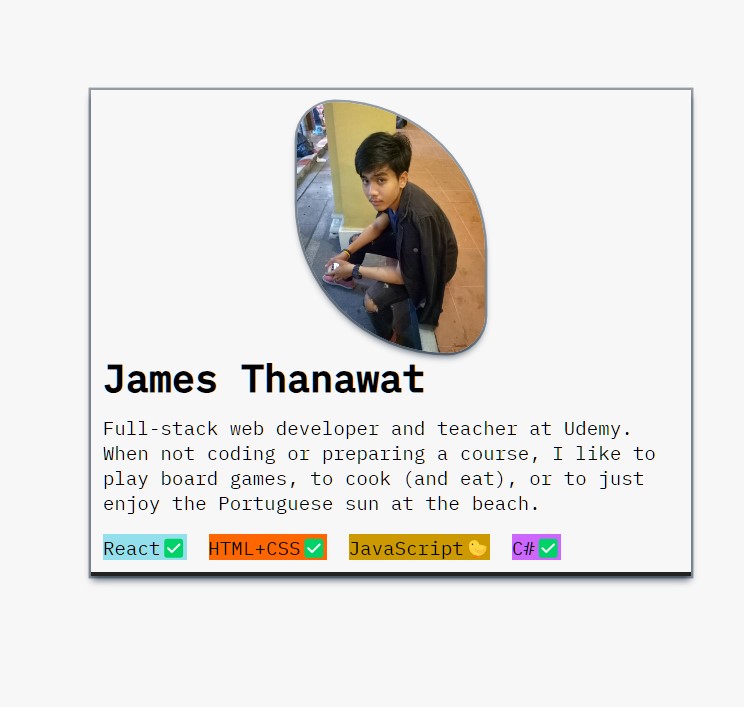 James Thanawat
Full-stack web developer and teacher at Udemy.
When not coding or preparing a course, I like to
play board games, to cook (and eat), or to just
enjoy the Portuguese sun at the beach.
React✅ HTML+CSS✅ JavaScript🐤 C#✅